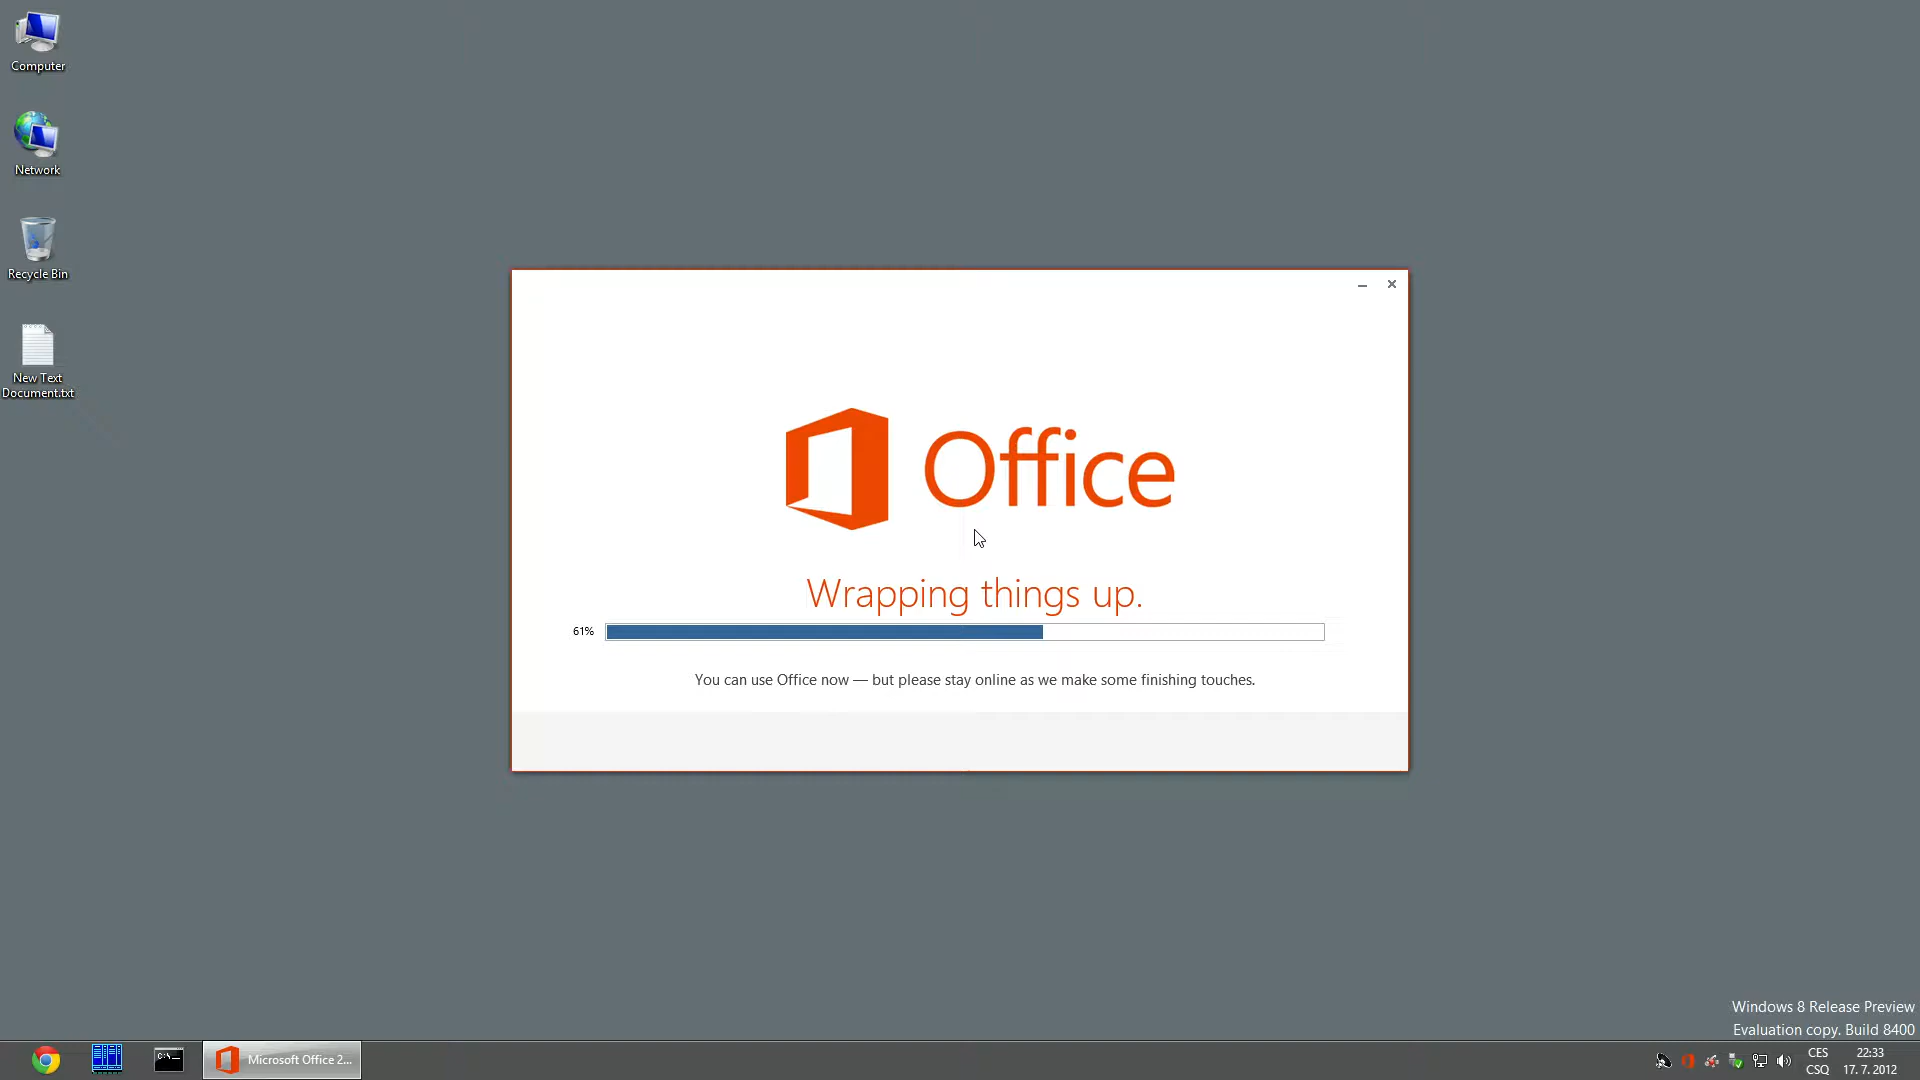 Computer
Network
Recycle Bin
New Text
Document.txt
Office
Wrapping things up.
61%
You can use Office now — but please stay online as we make some finishing touches.
Windows 8 Release Preview
Evaluation copy. Build 8400
C:\_
Microsoft Office 2...
CES
CSQ
22:33
17. 7. 2012